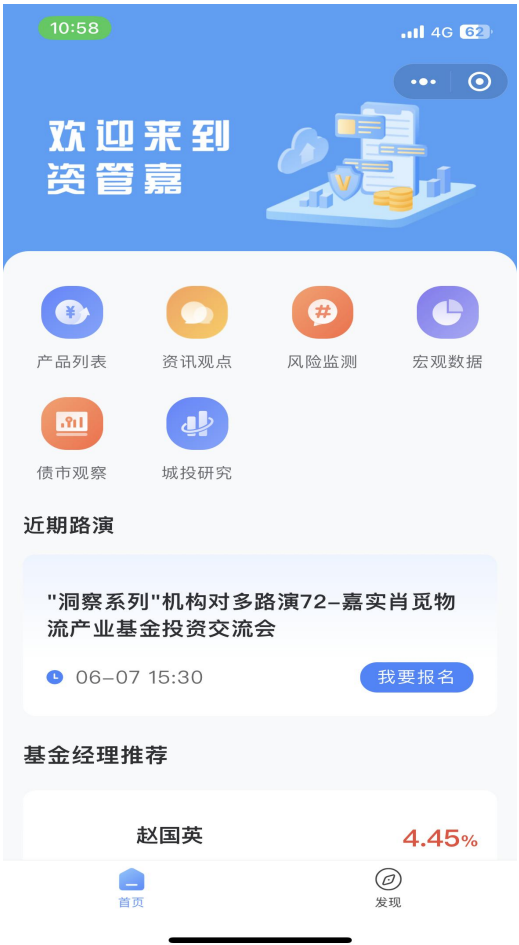 10:58
4G 62
欢迎来到
资管嘉
产品列表 资讯观点 风险监测 宏观数据
债市观察 城投研究
近期路演
"洞察系列"机构对多路演72-嘉实肖觅物
流产业基金投资交流会
06-07 15:30 我要报名
基金经理推荐
赵国英 4.45%
首页 发现